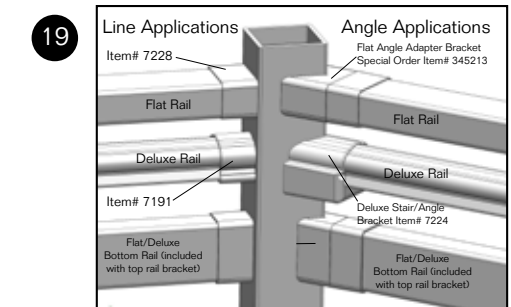 19
Line Applications
Angle Applications
Item# 7228
Flat Angle Adapter Bracket
Special Order Item# 345213
Flat Rail
Flat Rail
Deluxe Rail
Deluxe Rail
Item# 7191
Deluxe Stair/Angle
Bracket Item# 7224
Flat/Deluxe
Bottom Rail (included
with top rail bracket)
Flat/Deluxe
Bottom Rail (included
with top rail bracket)